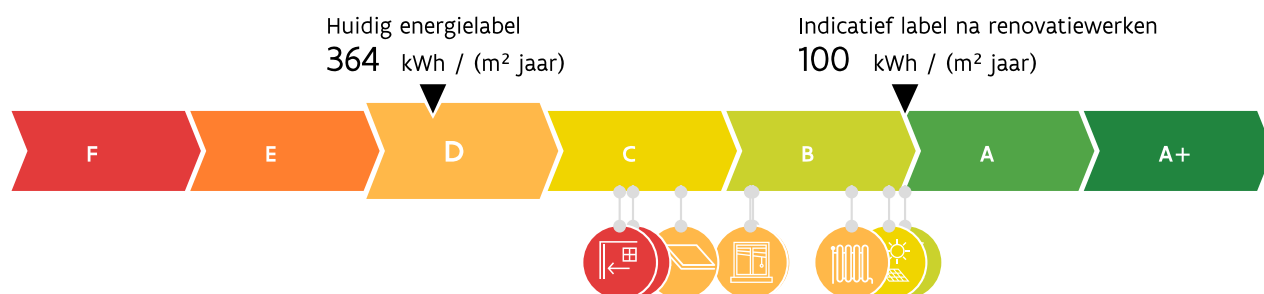 Huidig energielabel
364 kWh / (m² jaar)
Indicatief label na renovatiewerken
100 kWh / (m² jaar)
F E D C B A A+